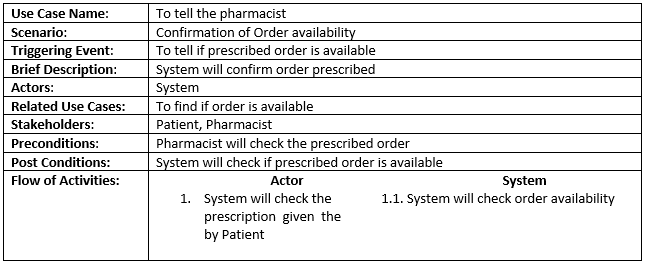 Use Case Name: To tell the pharmacist
Scenario: Confirmation of Order availability
Triggering Event: To tell if prescribed order is available
Brief Description: System will confirm order prescribed
Actors: System
Related Use Cases: To find if order is available
Stakeholders: Patient, Pharmacist
Preconditions: Pharmacist will check the prescribed order
Post Conditions: System will check if prescribed order is available
Flow of Activities: Actor System
1. System will check the 1.1. System will check order availability
prescription given the
by Patient